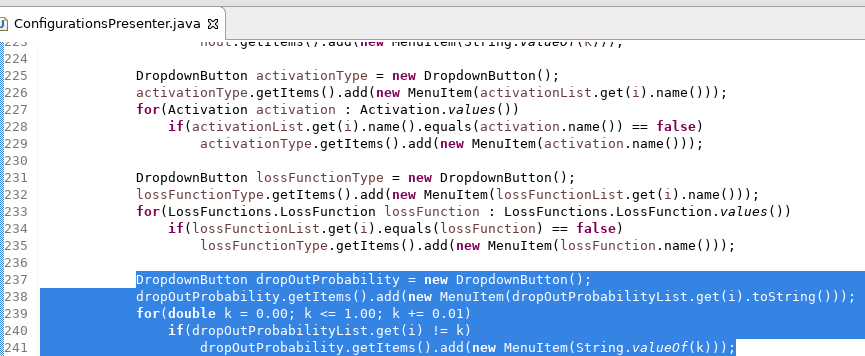 ConfigurationsPresenter.java
223 nout.getItems().add(new MenuItem(String.valueOf(k)));
224
225 DropdownButton activationType = new DropdownButton();
226 activationType.getItems().add(new MenuItem(activationList.get(i).name()));
227 for(Activation activation : Activation.values())
228 if(activationList.get(i).name().equals(activation.name()) == false)
229 activationType.getItems().add(new MenuItem(activation.name()));
230
231 DropdownButton lossFunctionType = new DropdownButton();
232 lossFunctionType.getItems().add(new MenuItem(lossFunctionList.get(i).name()));
233 for(LossFunctions.LossFunction lossFunction : LossFunctions.LossFunction.values())
234 if(lossFunctionList.get(i).equals(lossFunction) == false)
235 lossFunctionType.getItems().add(new MenuItem(lossFunction.name()));
236
237 DropdownButton dropOutProbability = new DropdownButton();
238 dropOutProbability.getItems().add(new MenuItem(dropOutProbabilityList.get(i).toString()));
239 for(double k = 0.00; k <= 1.00; k += 0.01)
240 if(dropOutProbabilityList.get(i) != k)
241 dropOutProbability.getItems().add(new MenuItem(String.valueOf(k)));